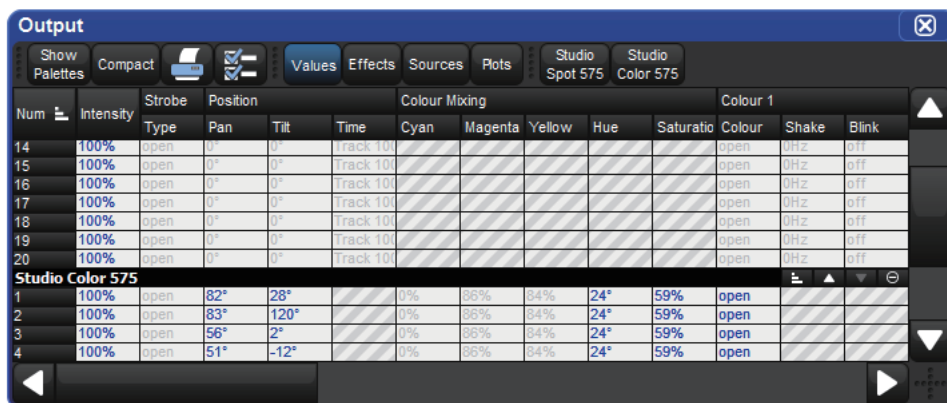 Output
Show Palettes Compact Values Effects Sources Plots Studio Spot 575 Studio Color 575
Num Intensity Strobe Position Colour Mixing Colour 1
Type Pan Tilt Time Cyan Magenta Yellow Hue Saturatio Colour Shake Blink
14 100% open 0° 0° Track 100 open 0Hz off
15 100% open 0° 0° Track 100 open 0Hz off
16 100% open 0° 0° Track 100 open 0Hz off
17 100% open 0° 0° Track 100 open 0Hz off
18 100% open 0° 0° Track 100 open 0Hz off
19 100% open 0° 0° Track 100 open 0Hz off
20 100% open 0° 0° Track 100 open 0Hz off
Studio Color 575
1 100% open 82° 28° 0% 86% 84% 24° 59% open
2 100% open 83° 120° 0% 86% 84% 24° 59% open
3 100% open 56° 2° 0% 86% 84% 24° 59% open
4 100% open 51° -12° 0% 86% 84% 24° 59% open